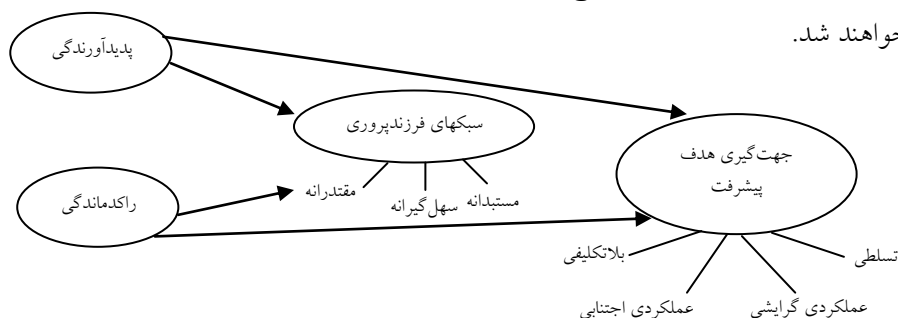 خواهند شد.
پدیدآورندگی
سبکهای فرزندپروری
جهت‌گیری هدف
پیشرفت
راکدماندگی
مقتدرانه
سهل‌گیرانه
مستبدانه
بلاتکلیفی
تسلطی
عملکردی اجتنابی
عملکردی گرایشی